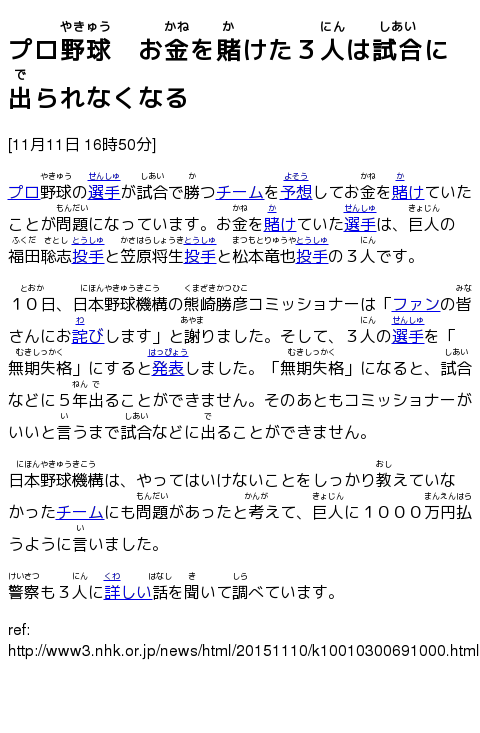 プロ野球　お金を賭けた３人は試合に
出られなくなる
[11月11日 16時50分]
プロ野球の選手が試合で勝つチームを予想してお金を賭けていた
ことが問題になっています。お金を賭けていた選手は、巨人の
福田聡志投手と笠原将生投手と松本竜也投手の３人です。
１０日、日本野球機構の熊崎勝彦コミッショナーは「ファンの皆
さんにお詫びします」と謝りました。そして、３人の選手を「
無期失格」にすると発表しました。「無期失格」になると、試合
などに５年出ることができません。そのあともコミッショナーが
いいと言うまで試合などに出ることができません。
日本野球機構は、やってはいけないことをしっかり教えていな
かったチームにも問題があったと考えて、巨人に１０００万円払
うように言いました。
警察も３人に詳しい話を聞いて調べています。
ref:
http://www3.nhk.or.jp/news/html/20151110/k10010300691000.html